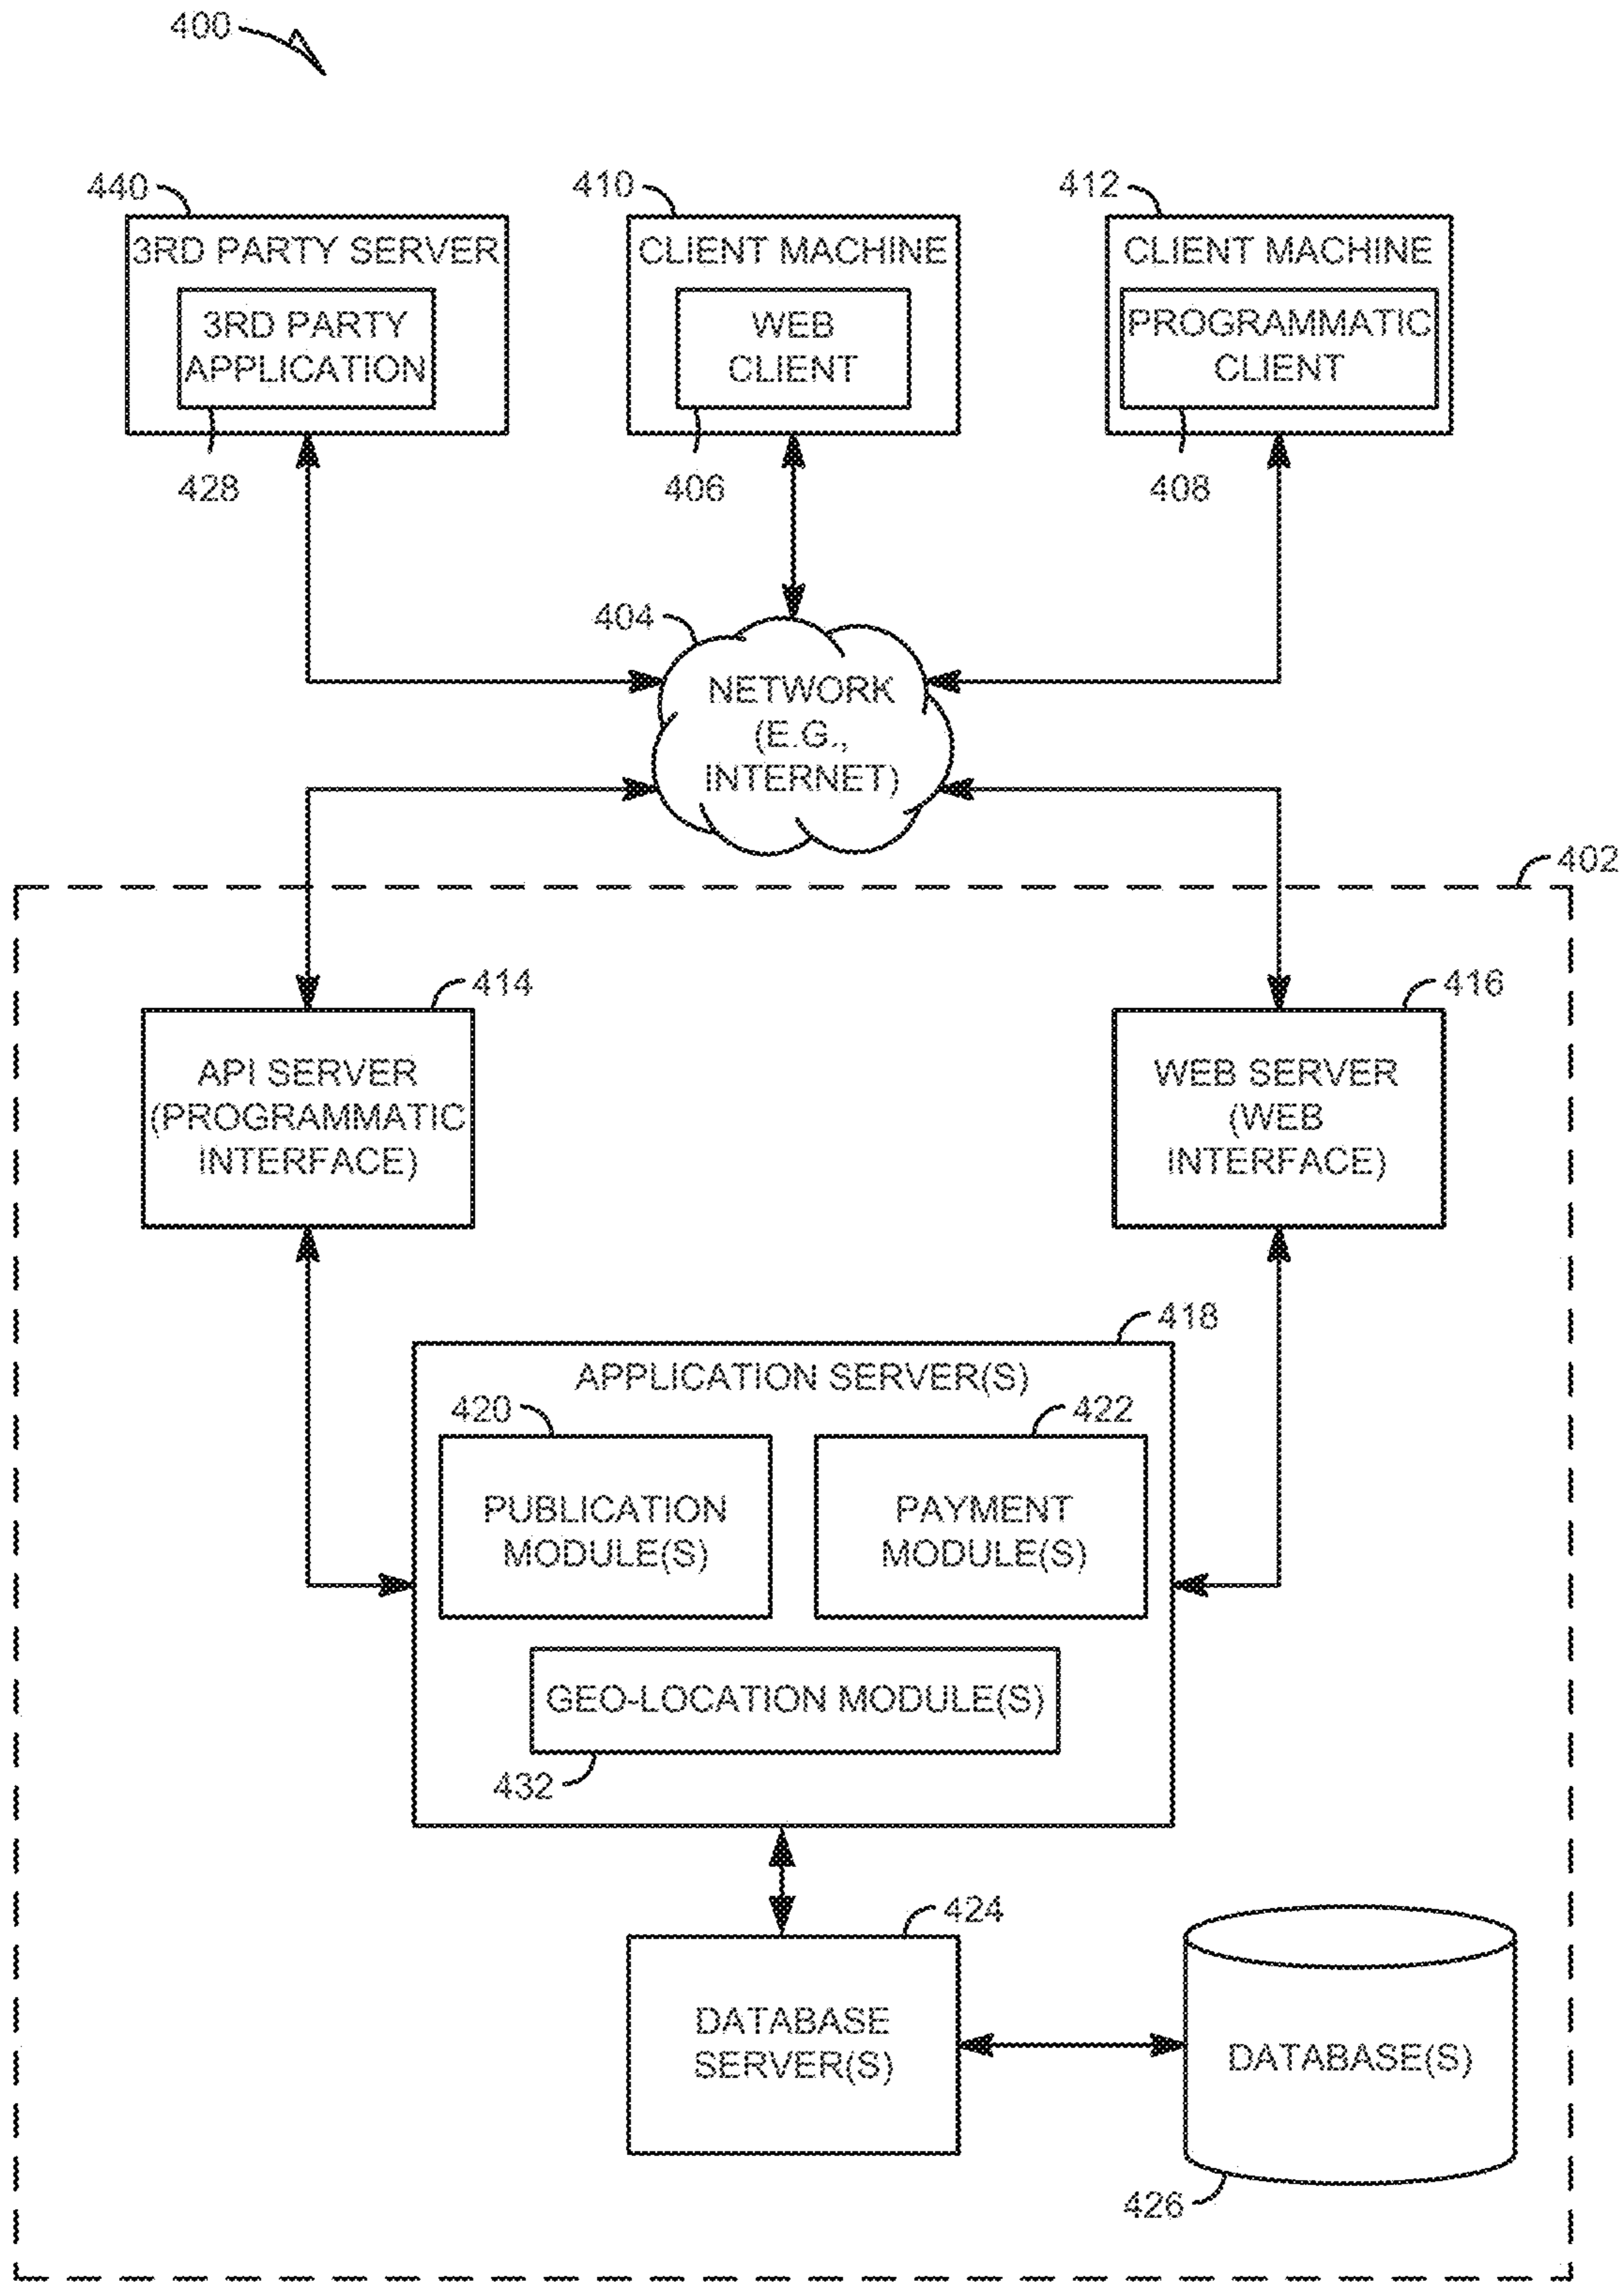 400
440
3RD PARTY SERVER
3RD PARTY
APPLICATION
428
410
CLIENT MACHINE
WEB
CLIENT
406
412
CLIENT MACHINE
PROGRAMMATIC
CLIENT
408
404
NETWORK
(E.G.,
INTERNET)
402
414
API SERVER
(PROGRAMMATIC
INTERFACE)
416
WEB SERVER
(WEB
INTERFACE)
418
APPLICATION SERVER(S)
420
PUBLICATION
MODULE(S)
422
PAYMENT
MODULE(S)
GEO-LOCATION MODULE(S)
432
424
DATABASE
SERVER(S)
DATABASE(S)
426